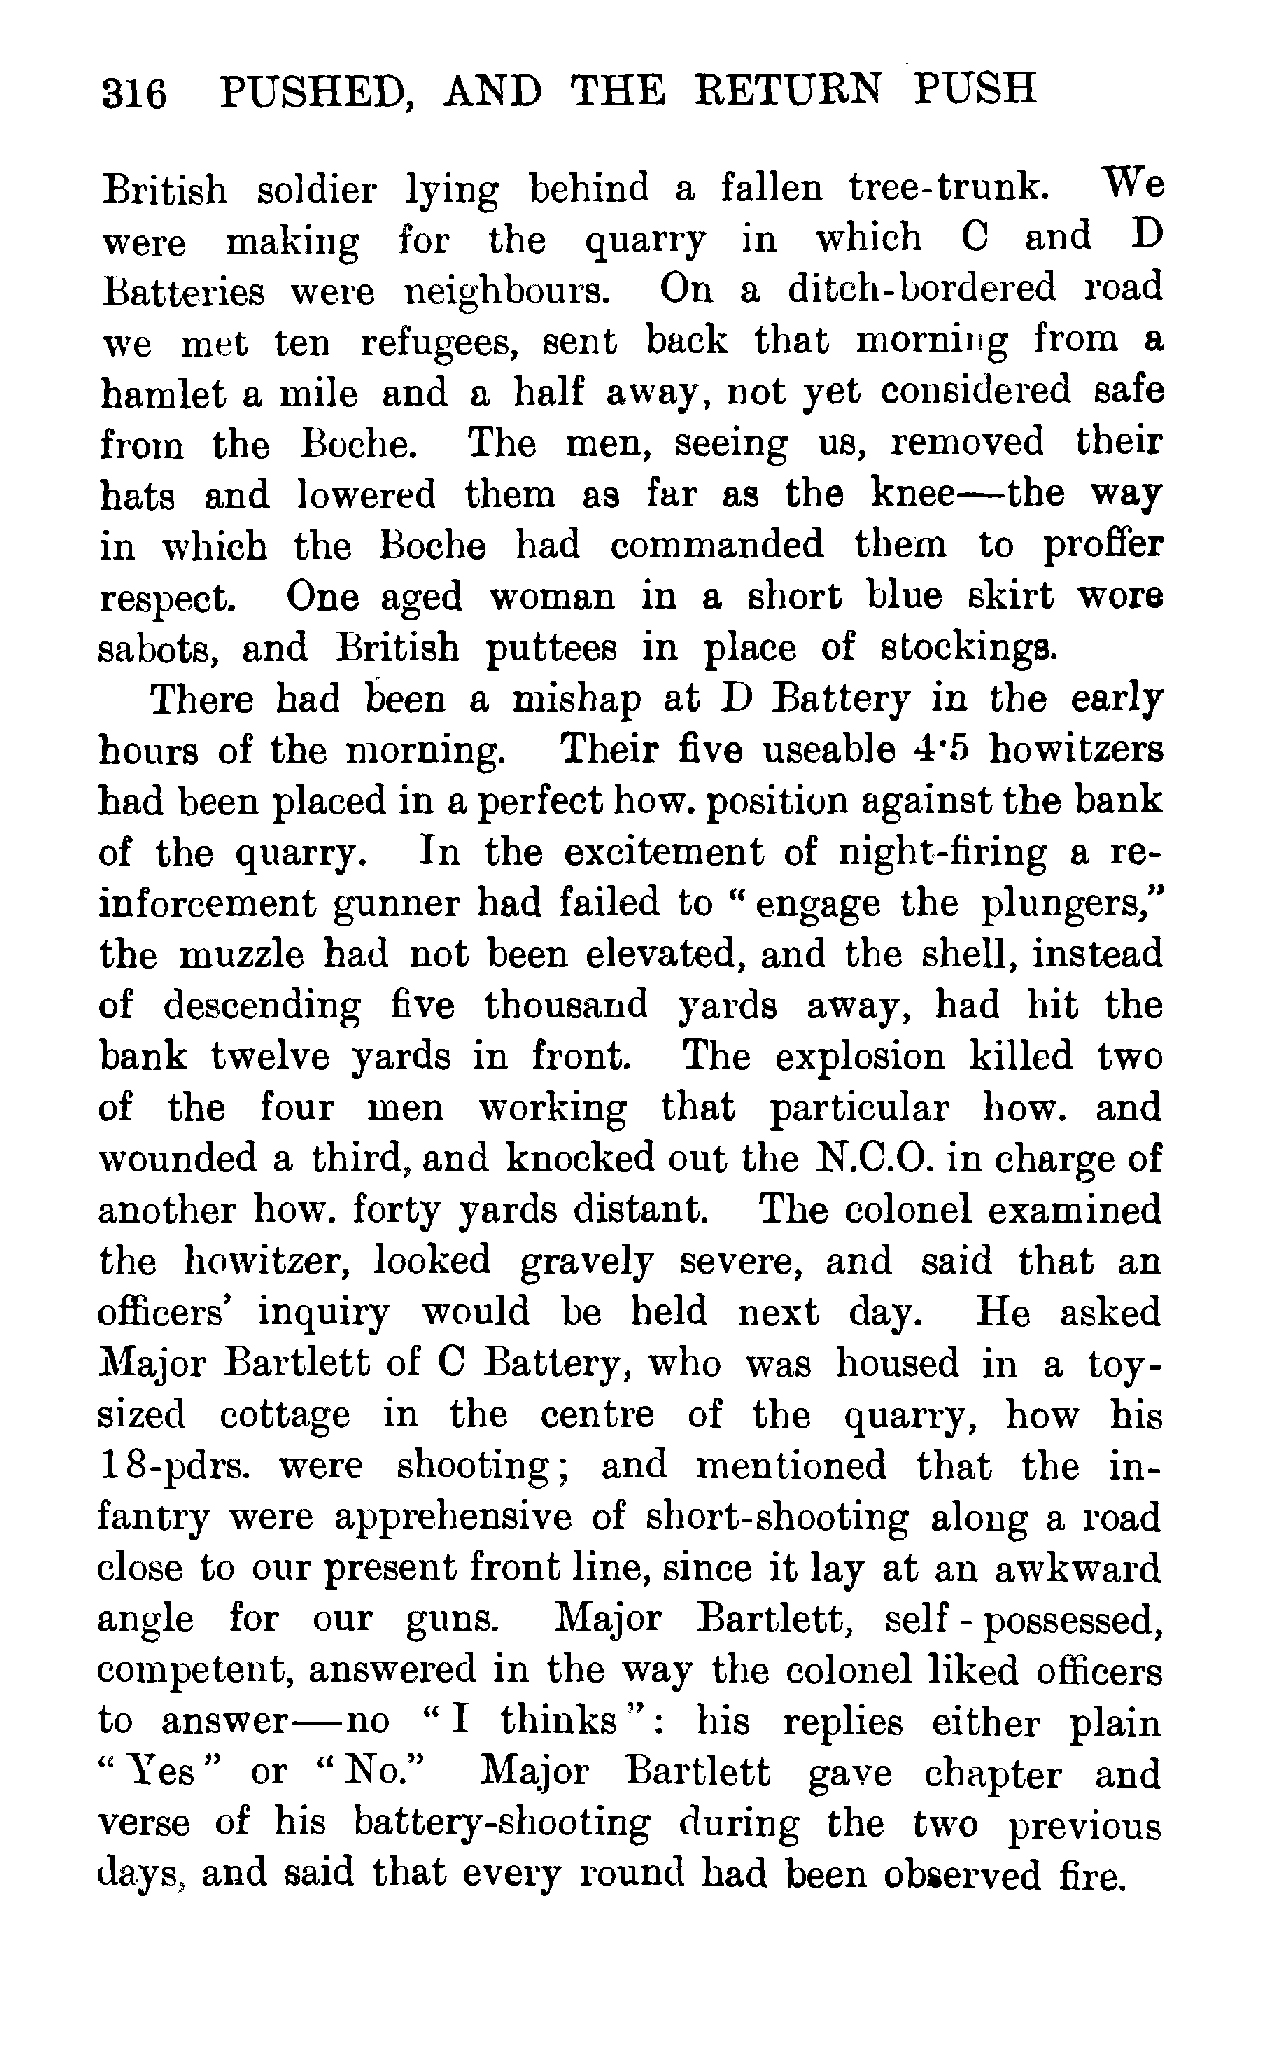 316 PUSHED, AND THE RETURN PUSH
British soldier lying behind a fallen tree-trunk. We
were making for the quarry in which C and D
Batteries were neighbours. On a ditch-bordered road
we met ten refugees, sent back that morning from a
hamlet a mile and a half away, not yet considered safe
from the Boche. The men, seeing us, removed their
hats and lowered them as far as the knee—the way
in which the Boche had commanded them to proffer
respect. One aged woman in a short blue skirt wore
sabots, and British puttees in place of stockings.
There had been a mishap at D Battery in the early
hours of the morning. Their five useable 4·5 howitzers
had been placed in a perfect how. position against the bank
of the quarry. In the excitement of night-firing a re-
inforcement gunner had failed to “ engage the plungers,”
the muzzle had not been elevated, and the shell, instead
of descending five thousand yards away, had hit the
bank twelve yards in front. The explosion killed two
of the four men working that particular how. and
wounded a third, and knocked out the N.C.O. in charge of
another how. forty yards distant. The colonel examined
the howitzer, looked gravely severe, and said that an
officers’ inquiry would be held next day. He asked
Major Bartlett of C Battery, who was housed in a toy-
sized cottage in the centre of the quarry, how his
18-pdrs. were shooting ; and mentioned that the in-
fantry were apprehensive of short-shooting along a road
close to our present front line, since it lay at an awkward
angle for our guns. Major Bartlett, self - possessed,
competent, answered in the way the colonel liked officers
to answer—no “ I thinks ” : his replies either plain
“ Yes ” or “ No.” Major Bartlett gave chapter and
verse of his battery-shooting during the two previous
days, and said that every round had been observed fire.